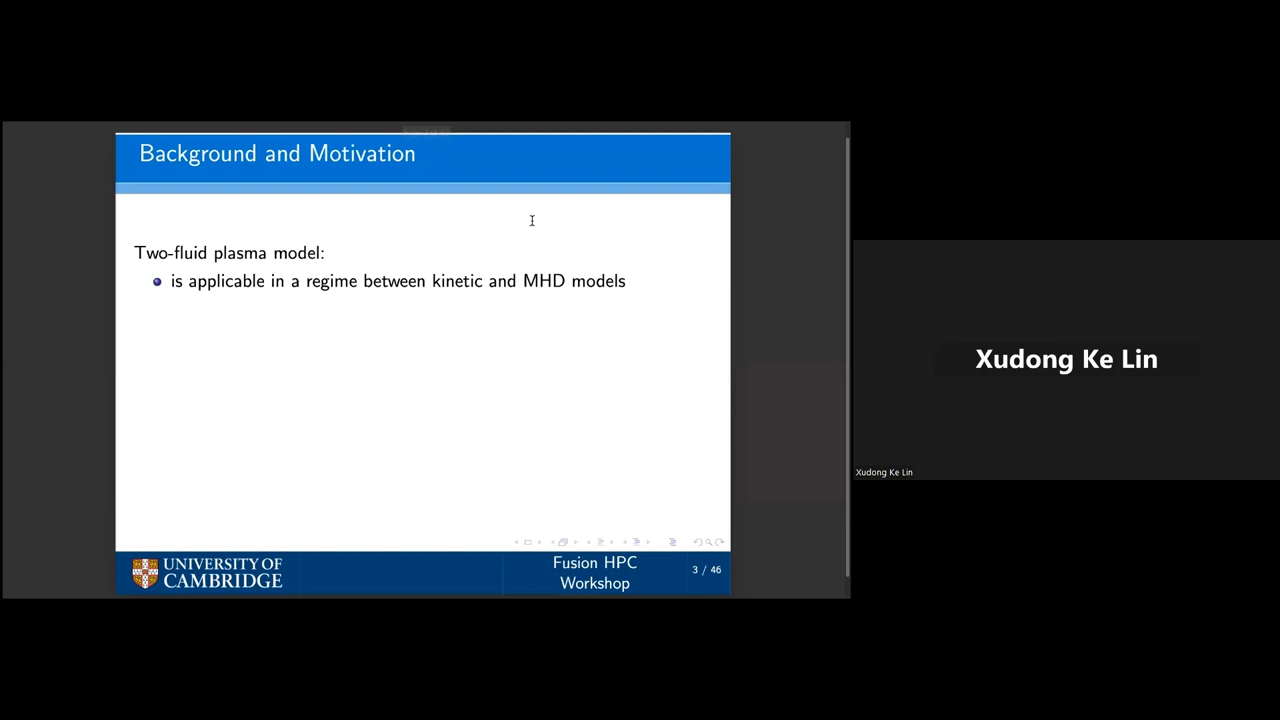 Background and Motivation
Two-fluid plasma model:
is applicable in a regime between kinetic and MHD models
UNIVERSITY OF
CAMBRIDGE
Fusion HPC
Workshop
3 / 46
Xudong Ke Lin
Xudong Ke Lin